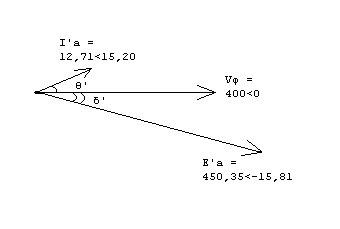 I'a =
12,71<15,20
θ'
Vφ =
400<0
δ'
E'a =
450,35<-15,81